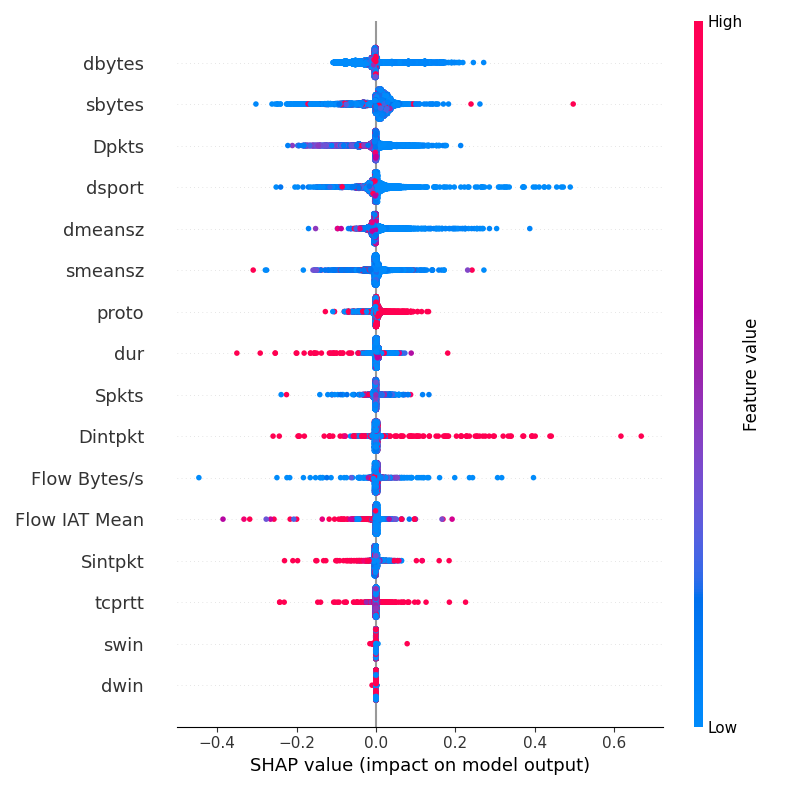 High
dbytes
sbytes
Dpkts
dsport
dmeansz
smeansz
proto
dur
Spkts
Dintpkt
Flow Bytes/s
Flow IAT Mean
Sintpkt
tcprtt
swin
dwin
Feature value
Low
−0.4 −0.2 0.0 0.2 0.4 0.6
SHAP value (impact on model output)